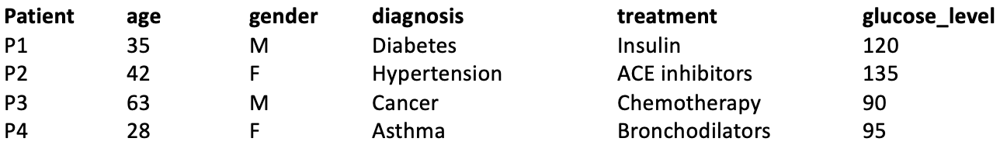 Patient age gender diagnosis treatment glucose_level
P1 35 M Diabetes Insulin 120
P2 42 F Hypertension ACE inhibitors 135
P3 63 M Cancer Chemotherapy 90
P4 28 F Asthma Bronchodilators 95